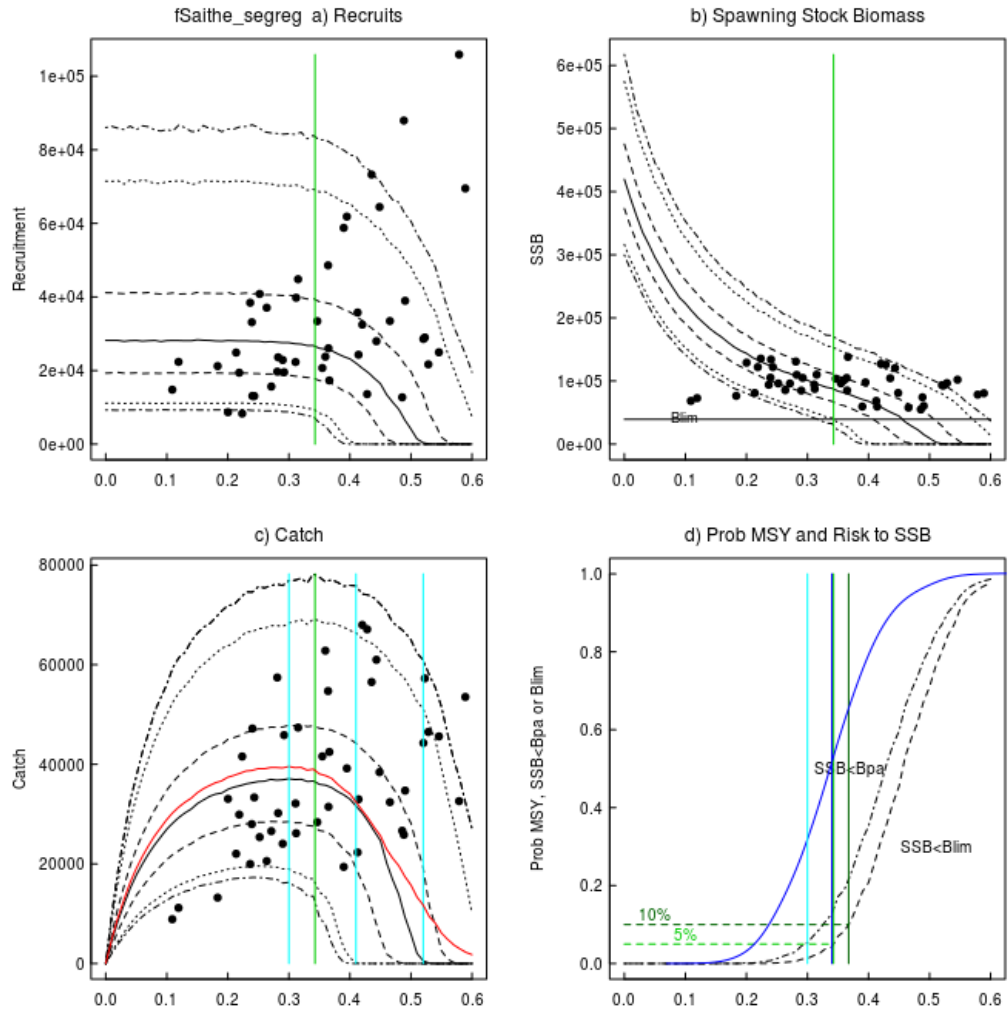 fSaithe_segreg a) Recruits
1e+05
8e+04
6e+04
4e+04
2e+04
0e+00
Recruitment
0.0 0.1 0.2 0.3 0.4 0.5 0.6
b) Spawning Stock Biomass
6e+05
5e+05
4e+05
3e+05
2e+05
1e+05
0e+00
SSB
Blim
0.0 0.1 0.2 0.3 0.4 0.5 0.6
c) Catch
80000
60000
40000
20000
0
Catch
0.0 0.1 0.2 0.3 0.4 0.5 0.6
d) Prob MSY and Risk to SSB
1.0
0.8
0.6
0.4
0.2
0.0
Prob MSY, SSB<Bpa or Blim
SSB<Bpa
SSB<Blim
10%
5%
0.0 0.1 0.2 0.3 0.4 0.5 0.6